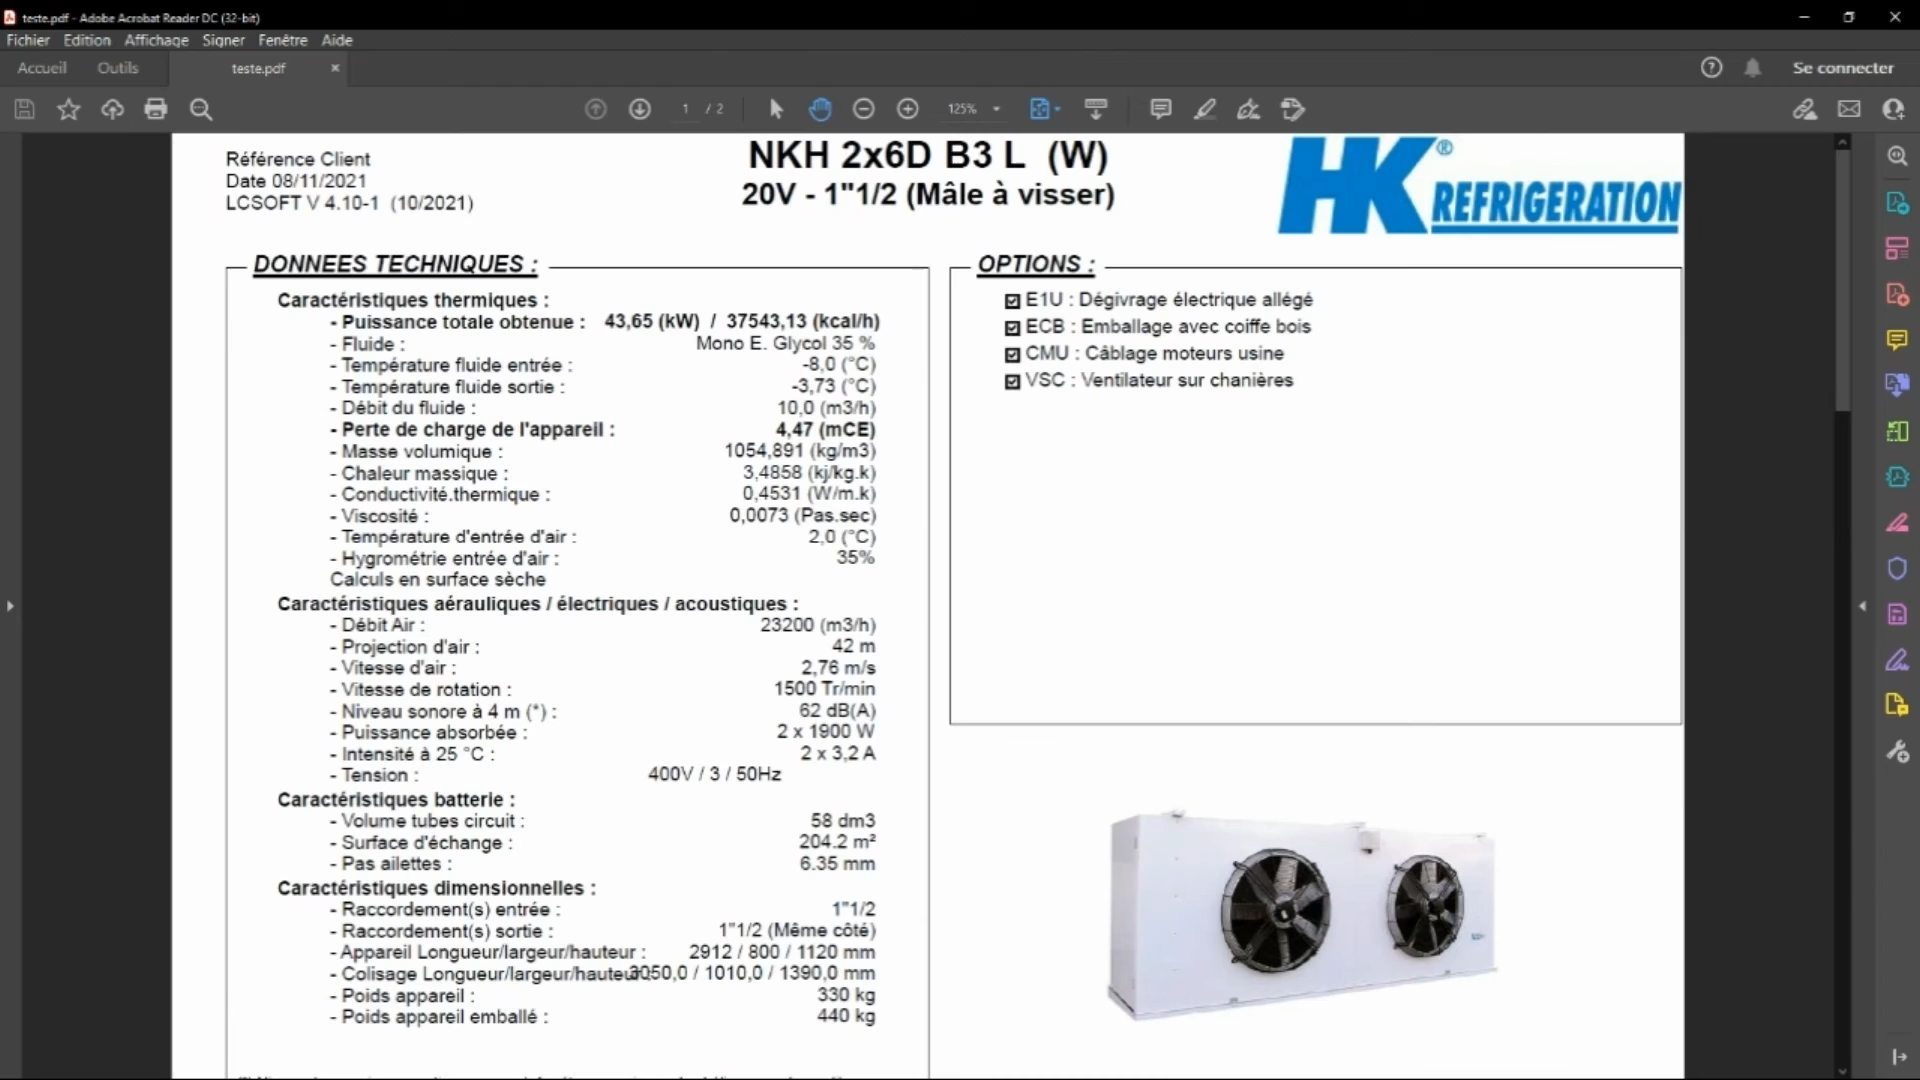 teste.pdf - Adobe Acrobat Reader DC (32-bit)
Fichier Edition Affichage Signer Fenêtre Aide
Accueil Outils teste.pdf × Se connecter
1 / 2 125%
Référence Client
Date 08/11/2021
LCSOFT V 4.10-1 (10/2021)
NKH 2x6D B3 L (W)
20V - 1"1/2 (Mâle à visser)
HK® REFRIGERATION
DONNEES TECHNIQUES :
Caractéristiques thermiques :
- Puissance totale obtenue : 43,65 (kW) / 37543,13 (kcal/h)
- Fluide : Mono E. Glycol 35 %
- Température fluide entrée : -8,0 (°C)
- Température fluide sortie : -3,73 (°C)
- Débit du fluide : 10,0 (m3/h)
- Perte de charge de l'appareil : 4,47 (mCE)
- Masse volumique : 1054,891 (kg/m3)
- Chaleur massique : 3,4858 (kj/kg.k)
- Conductivité.thermique : 0,4531 (W/m.k)
- Viscosité : 0,0073 (Pas.sec)
- Température d'entrée d'air : 2,0 (°C)
- Hygrométrie entrée d'air : 35%
Calculs en surface sèche
Caractéristiques aérauliques / électriques / acoustiques :
- Débit Air : 23200 (m3/h)
- Projection d'air : 42 m
- Vitesse d'air : 2,76 m/s
- Vitesse de rotation : 1500 Tr/min
- Niveau sonore à 4 m (*) : 62 dB(A)
- Puissance absorbée : 2 x 1900 W
- Intensité à 25 °C : 2 x 3,2 A
- Tension : 400V / 3 / 50Hz
Caractéristiques batterie :
- Volume tubes circuit : 58 dm3
- Surface d'échange : 204.2 m²
- Pas ailettes : 6.35 mm
Caractéristiques dimensionnelles :
- Raccordement(s) entrée : 1"1/2
- Raccordement(s) sortie : 1"1/2 (Même côté)
- Appareil Longueur/largeur/hauteur : 2912 / 800 / 1120 mm
- Colisage Longueur/largeur/hauteur : 3050,0 / 1010,0 / 1390,0 mm
- Poids appareil : 330 kg
- Poids appareil emballé : 440 kg
OPTIONS :
E1U : Dégivrage électrique allégé
ECB : Emballage avec coiffe bois
CMU : Câblage moteurs usine
VSC : Ventilateur sur chanières